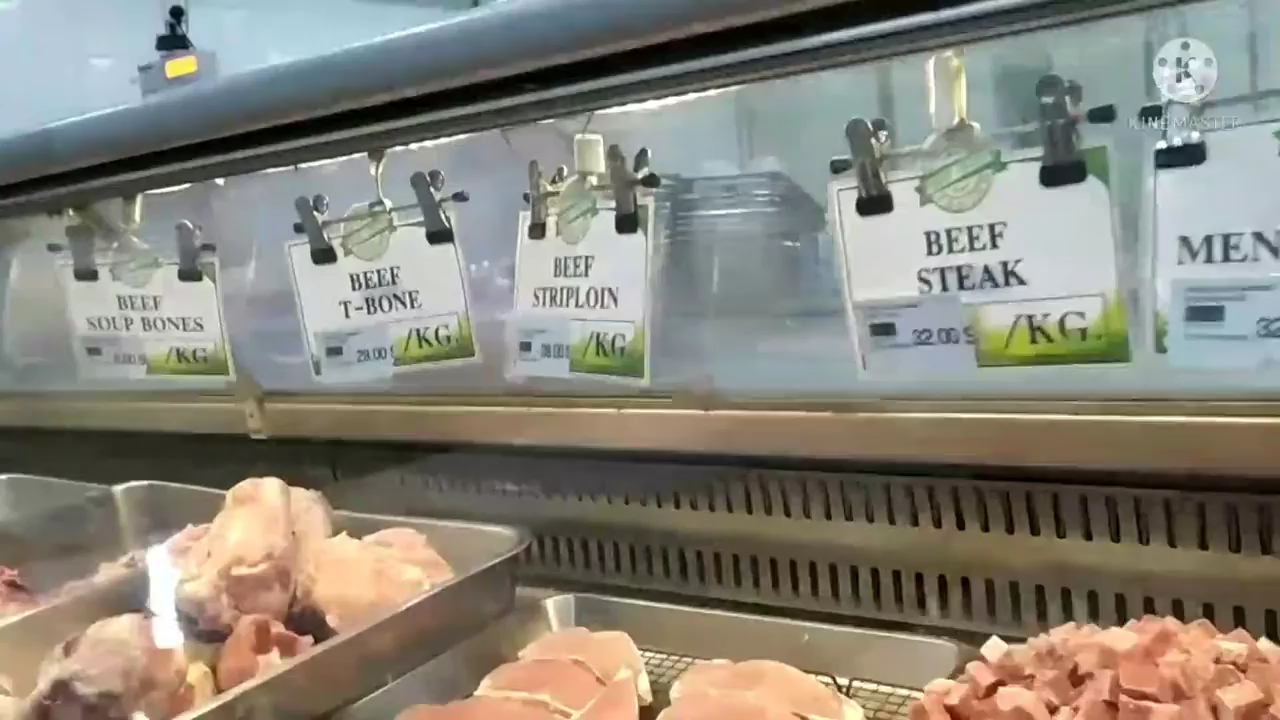 KINEMASTER
BEEF
SOUP BONES
/KG
BEEF
T-BONE
28.00
/KG.
BEEF
STRIPLOIN
/KG
BEEF
STEAK
32.00 S
/KG.
MEN